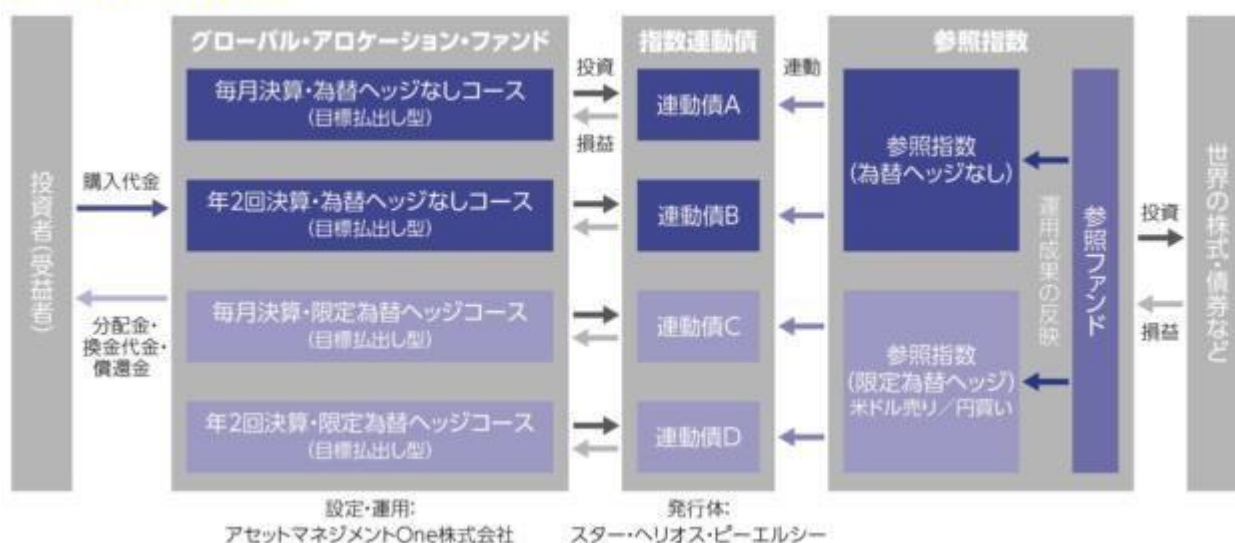 グローバル・アロケーション・ファンド
指数連動債
参照指数
投資者(受益者)
購入代金
分配金・
換金代金・
償還金
毎月決算・為替ヘッジなしコース
(目標払出し型)
年2回決算・為替ヘッジなしコース
(目標払出し型)
毎月決算・限定為替ヘッジコース
(目標払出し型)
年2回決算・限定為替ヘッジコース
(目標払出し型)
投資
損益
連動債A
連動債B
連動債C
連動債D
連動
参照指数
(為替ヘッジなし)
参照指数
(限定為替ヘッジ)
米ドル売り/円買い
運用成果の反映
参照ファンド
投資
損益
世界の株式・債券など
設定・運用:
アセットマネジメントOne株式会社
発行体:
スター・ヘリオス・ピーエルシー